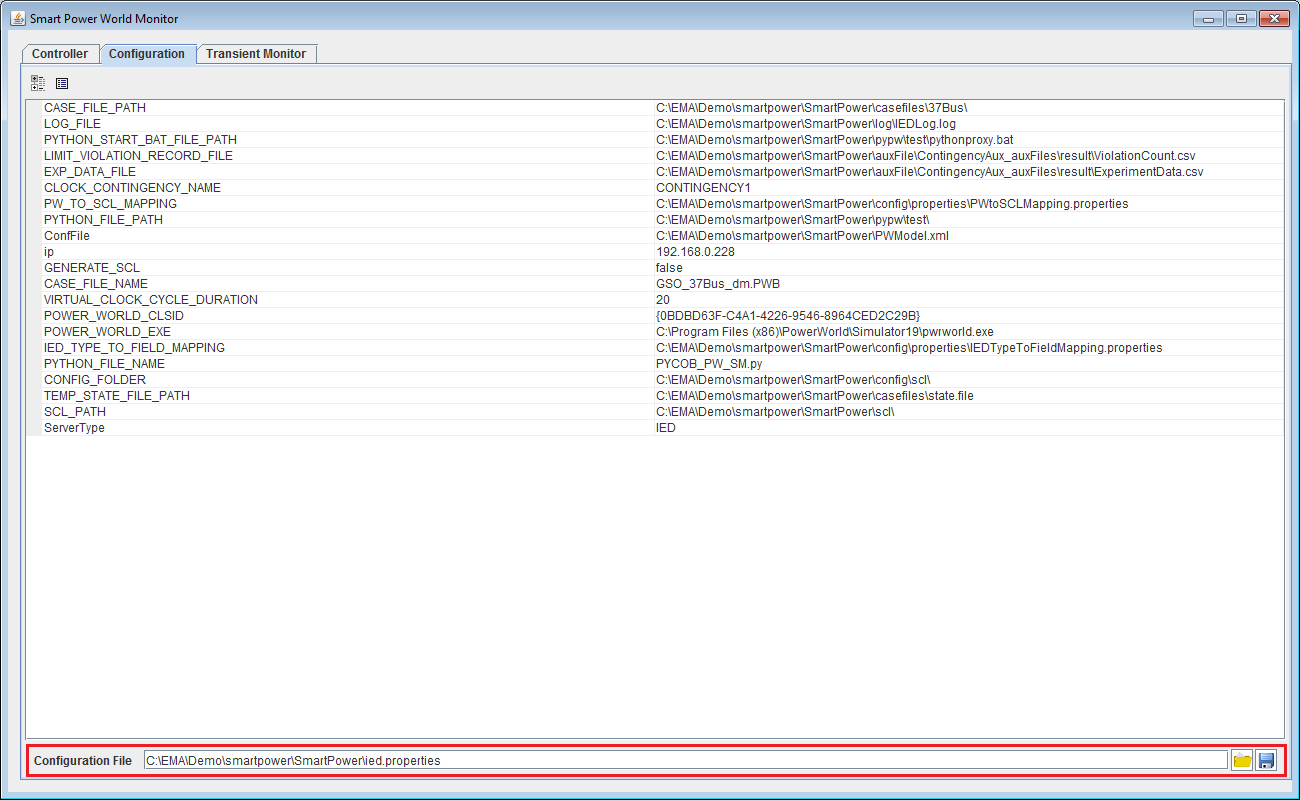 Smart Power World Monitor
Controller Configuration Transient Monitor
CASE_FILE_PATH C:\EMA\Demo\smartpower\SmartPower\casefiles\37Bus\
LOG_FILE C:\EMA\Demo\smartpower\SmartPower\log\IEDLog.log
PYTHON_START_BAT_FILE_PATH C:\EMA\Demo\smartpower\SmartPower\pypw\test\pythonproxy.bat
LIMIT_VIOLATION_RECORD_FILE C:\EMA\Demo\smartpower\SmartPower\auxFile\ContingencyAux_auxFiles\result\ViolationCount.csv
EXP_DATA_FILE C:\EMA\Demo\smartpower\SmartPower\auxFile\ContingencyAux_auxFiles\result\ExperimentData.csv
CLOCK_CONTINGENCY_NAME CONTINGENCY1
PW_TO_SCL_MAPPING C:\EMA\Demo\smartpower\SmartPower\config\properties\PWtoSCLMapping.properties
PYTHON_FILE_PATH C:\EMA\Demo\smartpower\SmartPower\pypw\test\
ConfFile C:\EMA\Demo\smartpower\SmartPower\PWModel.xml
ip 192.168.0.228
GENERATE_SCL false
CASE_FILE_NAME GSO_37Bus_dm.PWB
VIRTUAL_CLOCK_CYCLE_DURATION 20
POWER_WORLD_CLSID {0BDBD63F-C4A1-4226-9546-8964CED2C29B}
POWER_WORLD_EXE C:\Program Files (x86)\PowerWorld\Simulator19\pwrworld.exe
IED_TYPE_TO_FIELD_MAPPING C:\EMA\Demo\smartpower\SmartPower\config\properties\IEDTypeToFieldMapping.properties
PYTHON_FILE_NAME PYCOB_PW_SM.py
CONFIG_FOLDER C:\EMA\Demo\smartpower\SmartPower\config\scl\
TEMP_STATE_FILE_PATH C:\EMA\Demo\smartpower\SmartPower\casefiles\state.file
SCL_PATH C:\EMA\Demo\smartpower\SmartPower\scl\
ServerType IED
Configuration File C:\EMA\Demo\smartpower\SmartPower\ied.properties